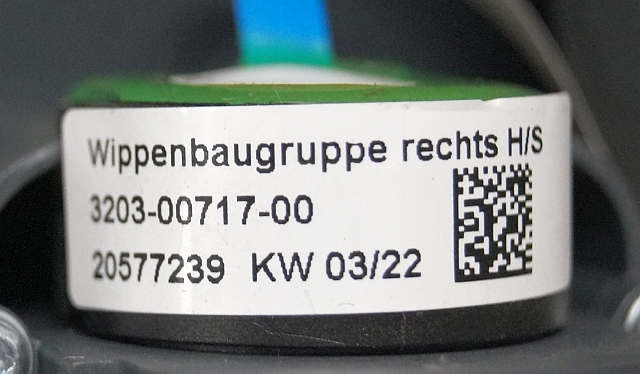 Wippenbaugruppe rechts H/S
3203-00717-00
20577239 KW 03/22